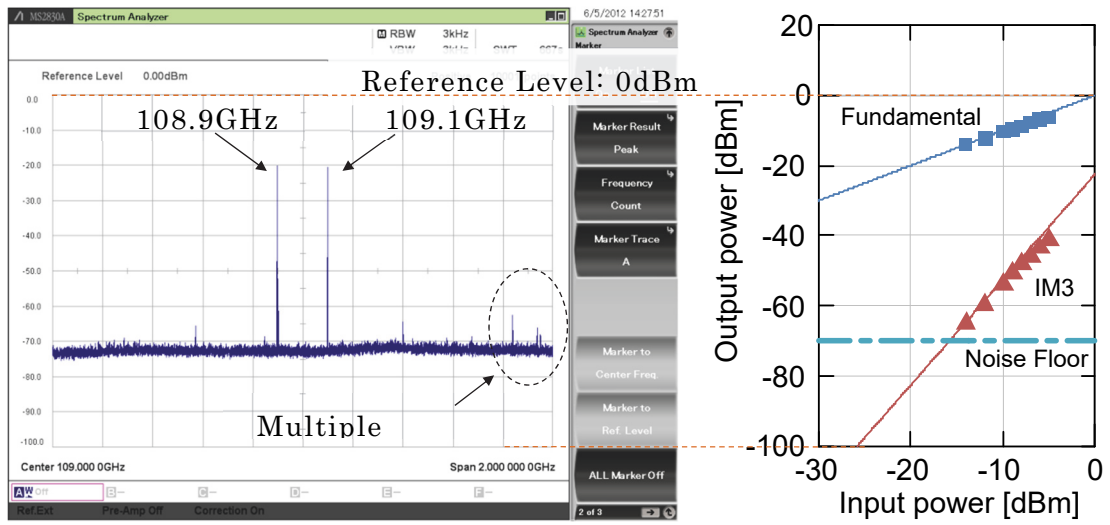 MS2830A Spectrum Analyzer
6/5/2012 14:27:51
RBW 3kHz
Spectrum Analyzer
Marker
Reference Level 0.00dBm
Reference Level: 0dBm
0.0
-10.0
-20.0
-30.0
-40.0
-50.0
-60.0
-70.0
-80.0
-90.0
-100.0
108.9GHz
109.1GHz
Multiple
Center 109.000 0GHz
Span 2.000 000 0GHz
AW Off
B-
C-
D-
E-
F-
Ref.Ext Pre-Amp Off Correction On
Marker Result
Peak
Frequency
Count
Marker Trace
A
Marker to
Center Freq.
Marker to
Ref. Level
ALL Marker Off
2 of 3
Output power [dBm]
20
0
-20
-40
-60
-80
-100
Fundamental
IM3
Noise Floor
-30
-20
-10
0
Input power [dBm]